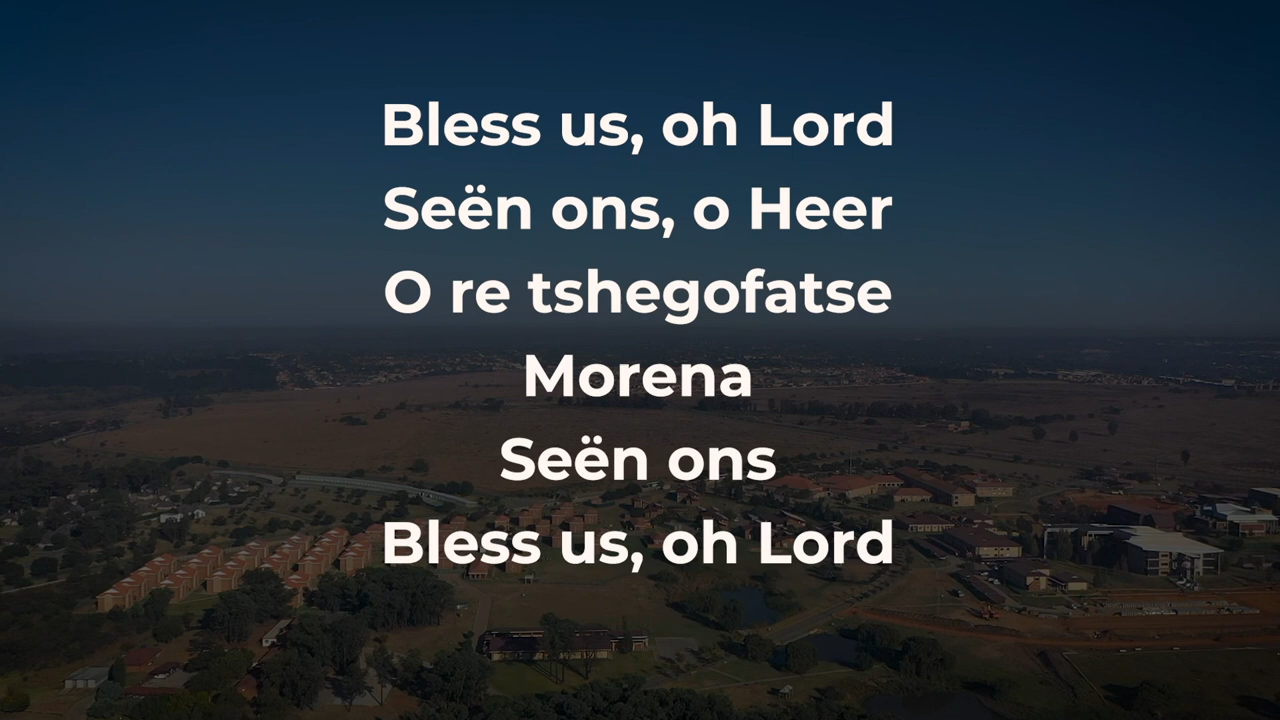 Bless us, oh Lord
Seën ons, o Heer
O re tshegofatse
Morena
Seën ons
Bless us, oh Lord